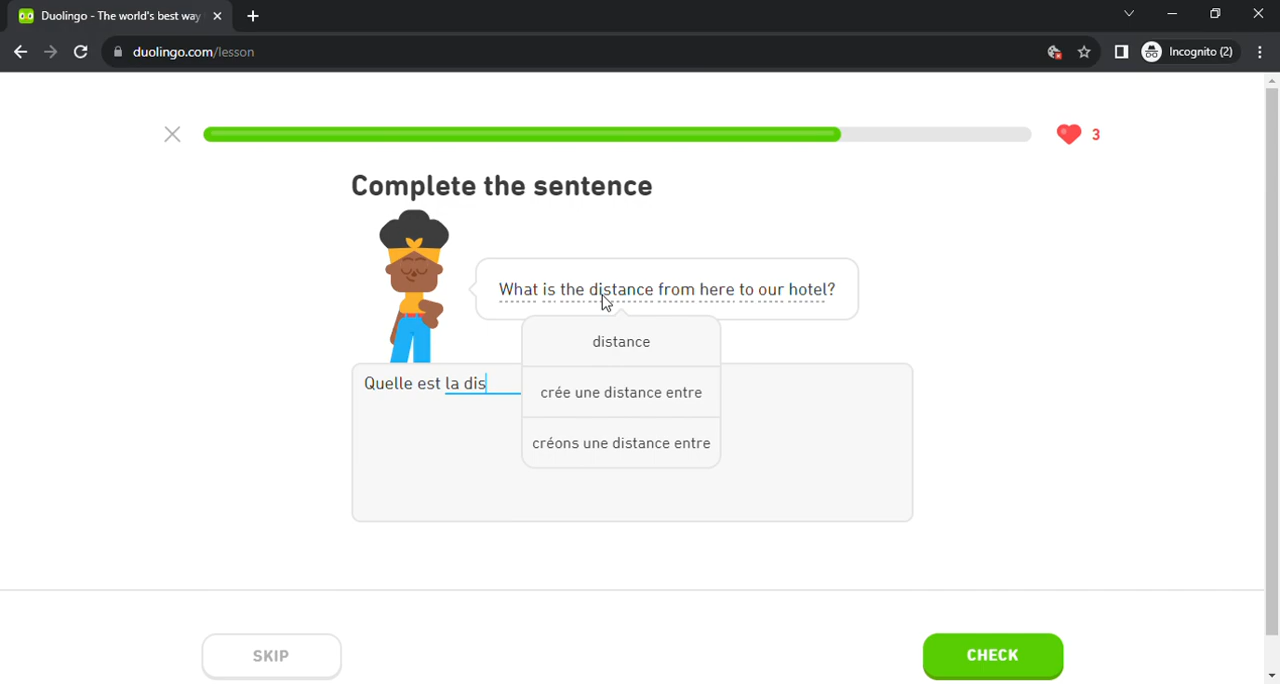 Duolingo - The world's best way
duolingo.com/lesson
Incognito (2)
3
Complete the sentence
What is the distance from here to our hotel?
distance
Quelle est la dis
crée une distance entre
créons une distance entre
SKIP
CHECK